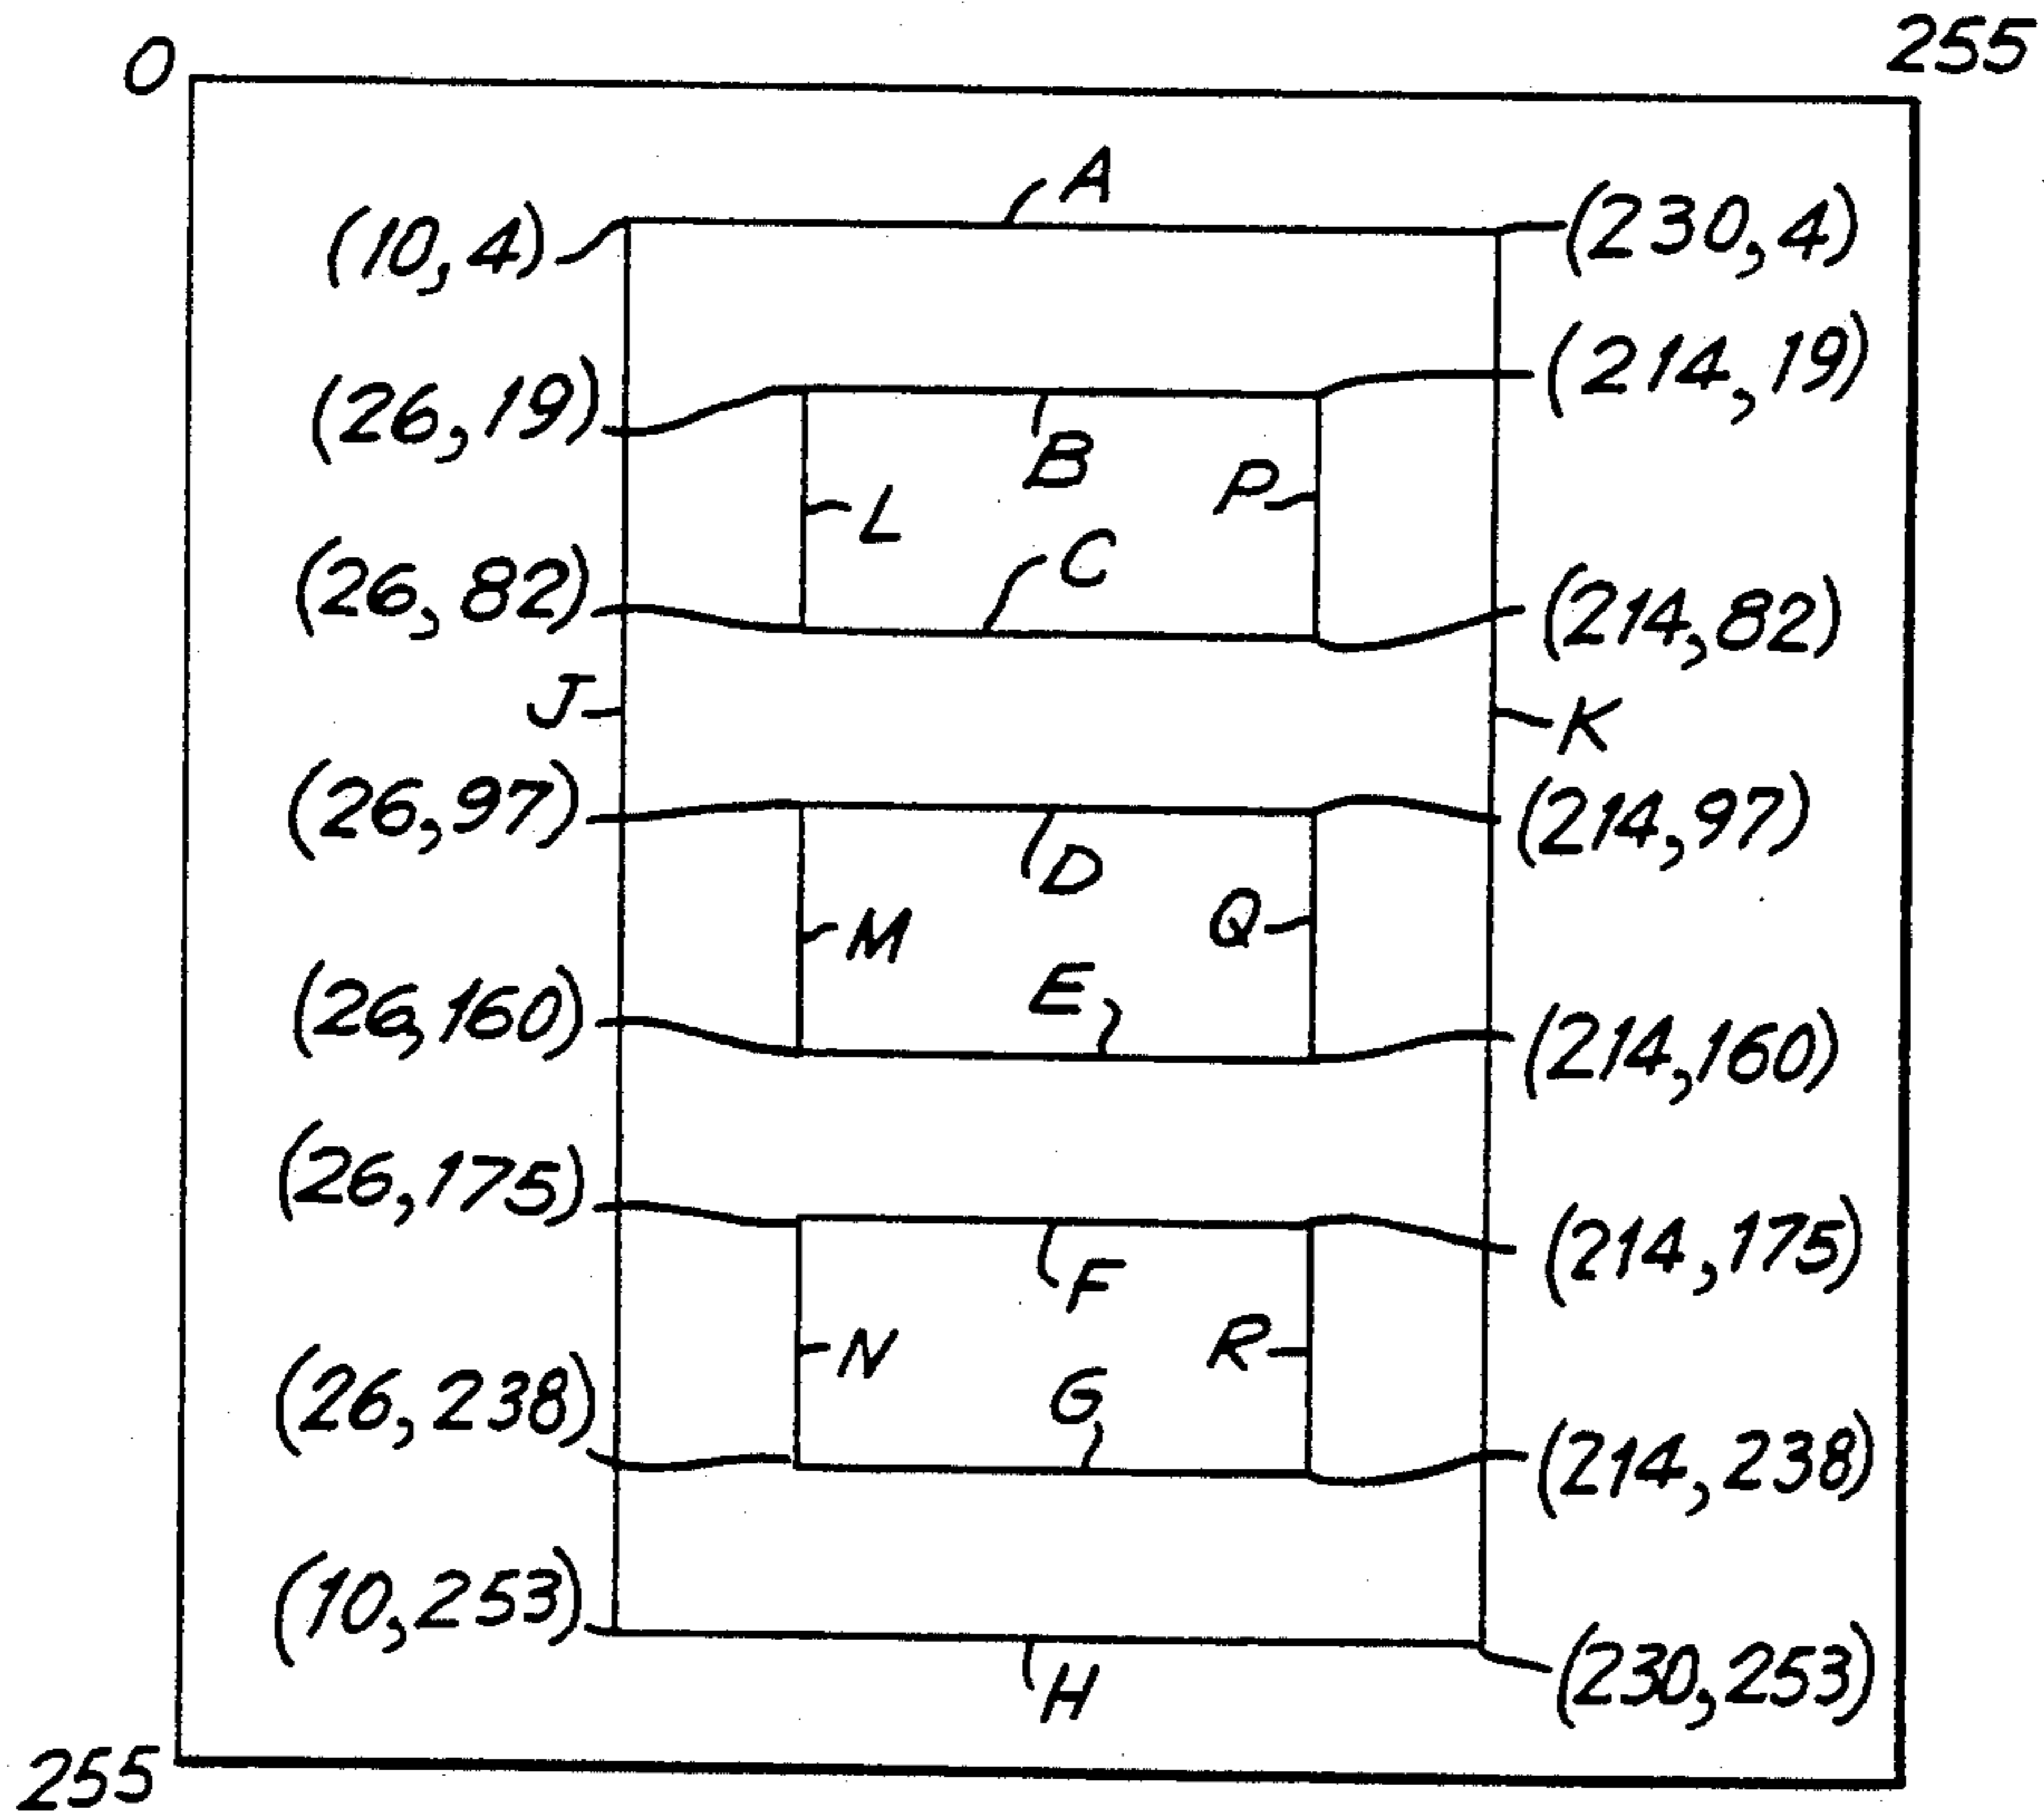 0 255
A
(10,4) (230,4)
(26,19) (214,19)
B
L P
C
(26,82) (214,82)
J K
(26,97) (214,97)
D
M Q
E
(26,160) (214,160)
(26,175) (214,175)
F
N R
G
(26,238) (214,238)
(10,253) (230,253)
H
255